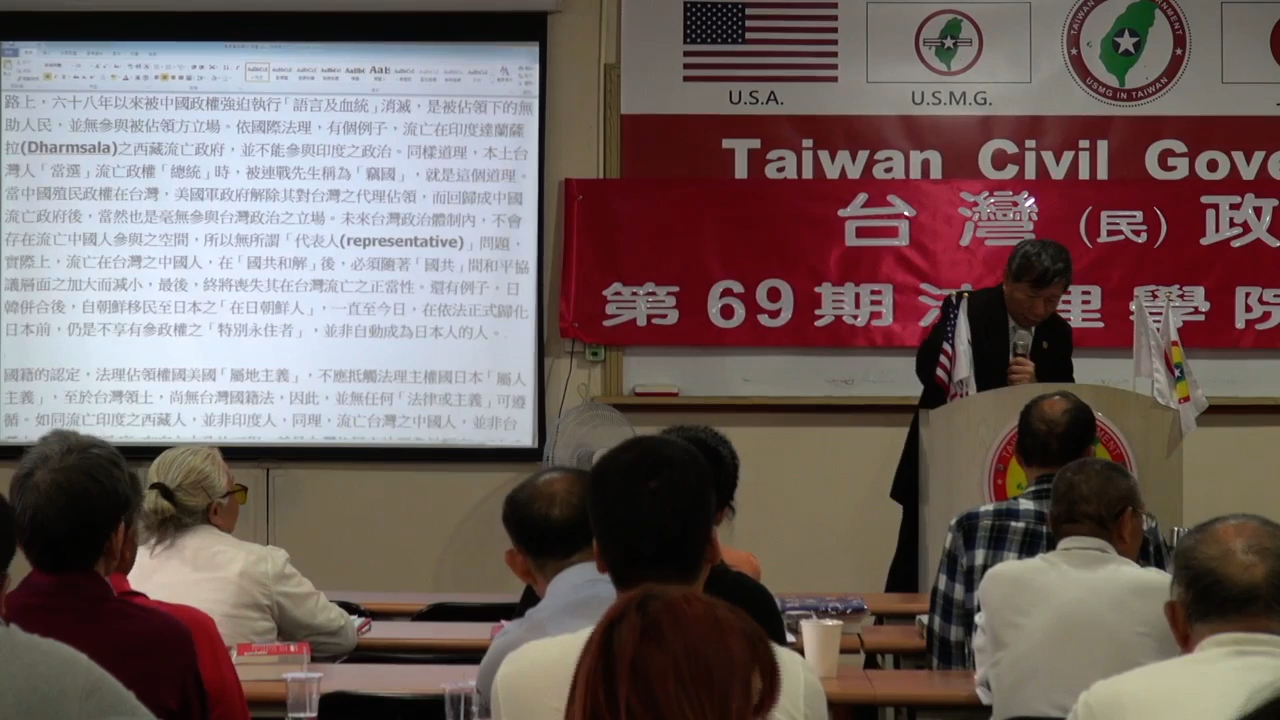 路上，六十八年以來被中國政權強迫執行「語言及血統」消滅，是被佔領下的無
助人民，並無參與被佔領方立場。依國際法理，有個例子，流亡在印度達蘭薩
拉(Dharmsala)之西藏流亡政府，並不能參與印度之政治。同樣道理，本土台
灣人「當選」流亡政權「總統」時，被連戰先生稱為「竊國」，就是這個道理。
當中國殖民政權在台灣，美國軍政府解除其對台灣之代理佔領，而回歸成中國
流亡政府後，當然也是毫無參與台灣政治之立場。未來台灣政治體制內，不會
存在流亡中國人參與之空間，所以無所謂「代表人(representative)」問題，
實際上，流亡在台灣之中國人，在「國共和解」後，必須隨著「國共」間和平協
議層面之加大而減小，最後，終將喪失其在台灣流亡之正當性。還有例子，日
韓併合後，自朝鮮移民至日本之「在日朝鮮人」，一直至今日，在依法正式歸化
日本前，仍是不享有參政權之「特別永住者」，並非自動成為日本人的人。
國籍的認定，法理佔領權國美國「屬地主義」，不應抵觸法理主權國日本「屬人
主義」，至於台灣領土，尚無台灣國籍法，因此，並無任何「法律或主義」可遵
循。如同流亡印度之西藏人，並非印度人，同理，流亡台灣之中國人，並非台
U.S.A.
U.S.M.G.
USMG IN TAIWAN
Taiwan Civil Gove
台灣(民)政
第69期法理學院